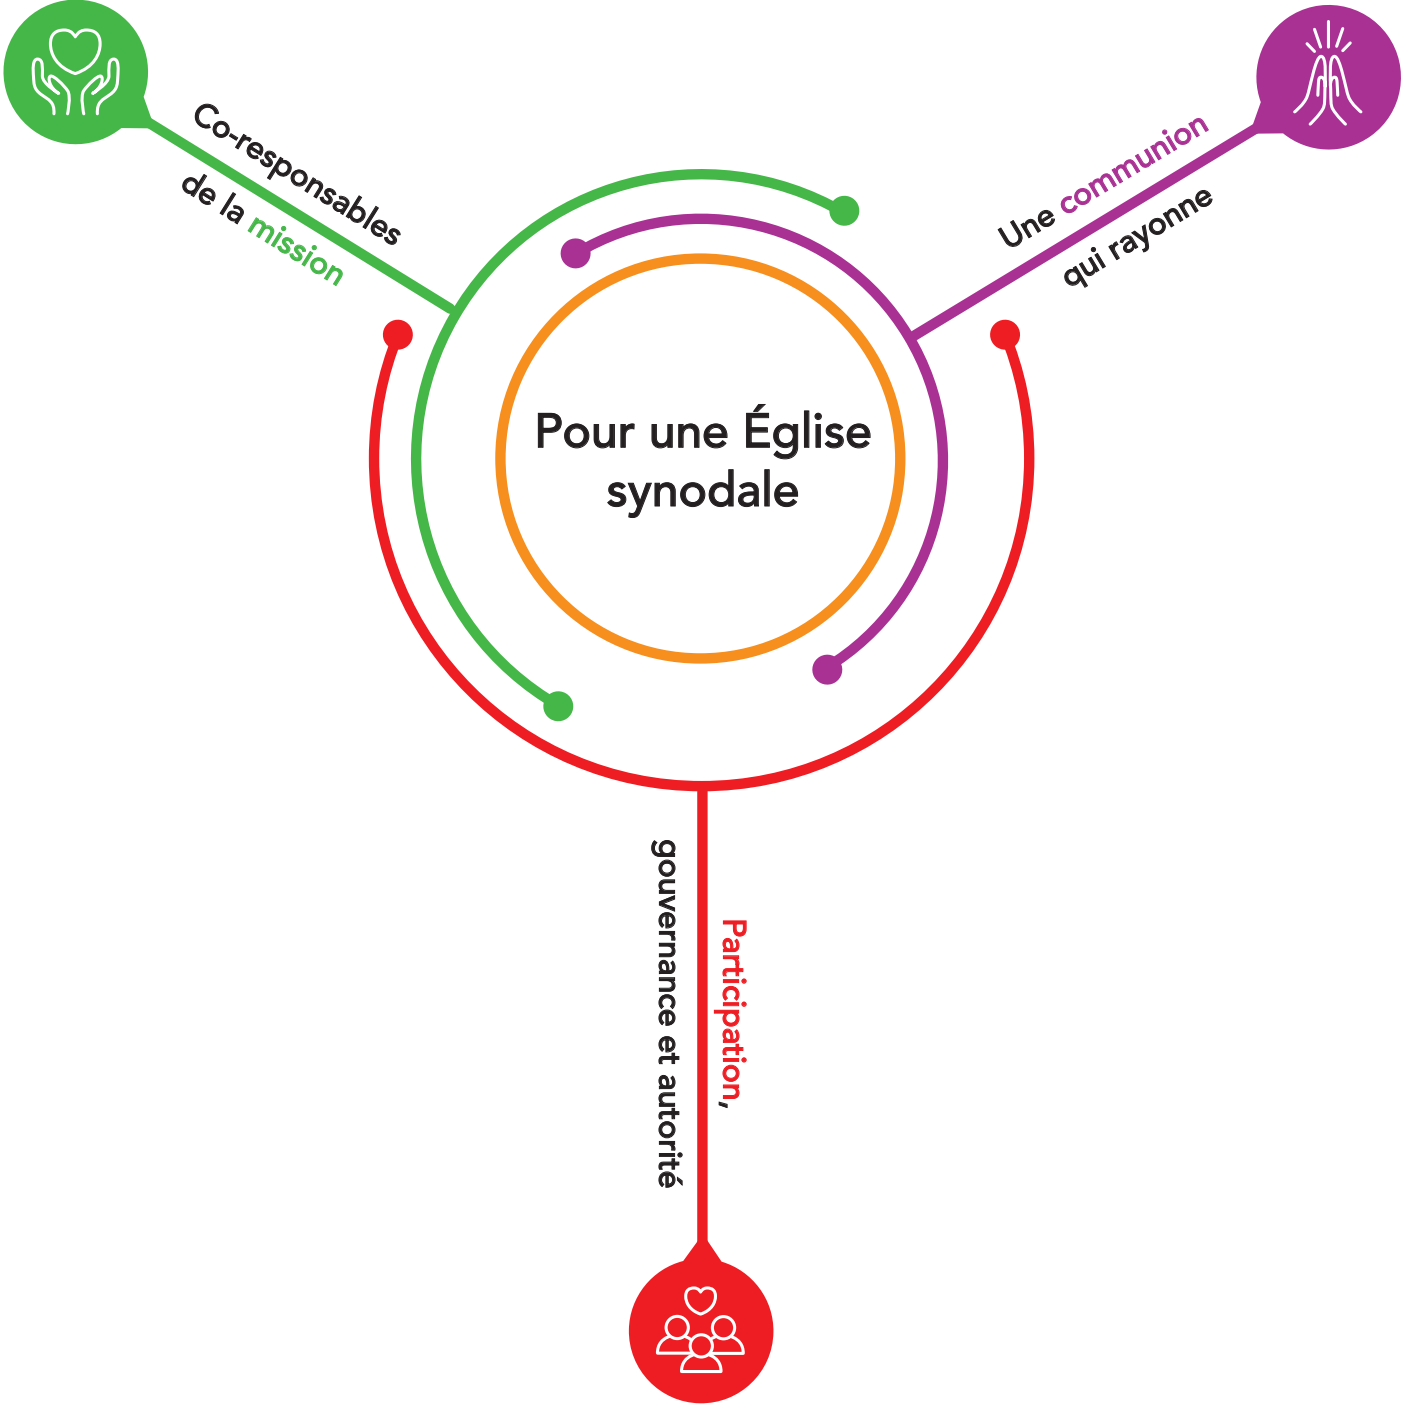 Co-responsables
de la mission
Une communion
qui rayonne
Pour une Église
synodale
Participation,
gouvernance et autorité